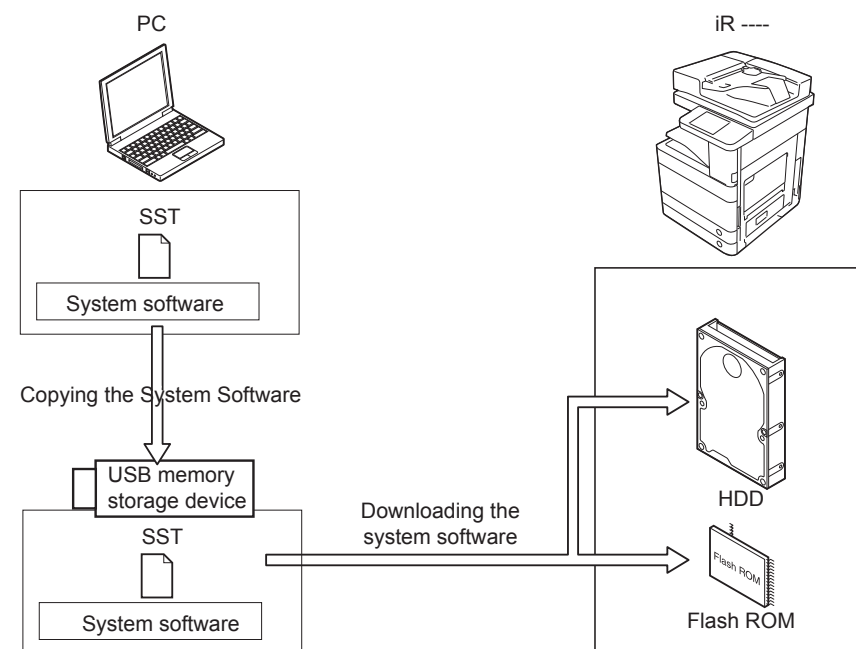 PC
iR ----
SST
System software
Copying the System Software
USB memory
storage device
SST
System software
Downloading the
system software
HDD
Flash ROM
Flash ROM